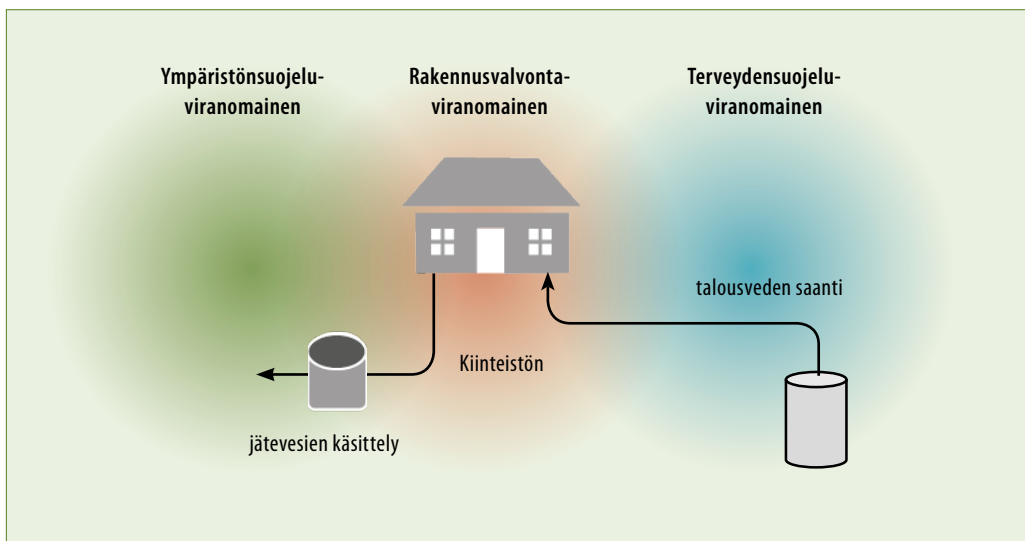 Ympäristönsuojelu-
viranomainen
Rakennusvalvonta-
viranomainen
Terveydensuojelu-
viranomainen
talousveden saanti
Kiinteistön
jätevesien käsittely